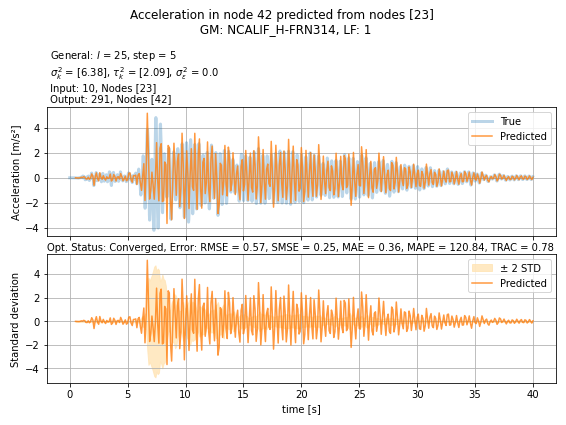 Acceleration in node 42 predicted from nodes [23]
GM: NCALIF_H-FRN314, LF: 1
General: l = 25, step = 5
σ²ₖ = [6.38], τ²ₖ = [2.09], σ²ε = 0.0
Input: 10, Nodes [23]
Output: 291, Nodes [42]
Acceleration [m/s²]
4
2
0
−2
−4
True
Predicted
Opt. Status: Converged, Error: RMSE = 0.57, SMSE = 0.25, MAE = 0.36, MAPE = 120.84, TRAC = 0.78
Standard deviation
4
2
0
−2
−4
± 2 STD
Predicted
0 5 10 15 20 25 30 35 40
time [s]